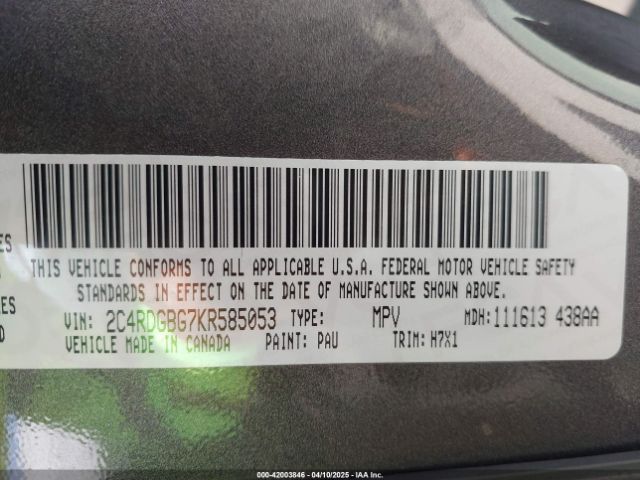 ES
THIS VEHICLE CONFORMS TO ALL APPLICABLE U.S.A. FEDERAL MOTOR VEHICLE SAFETY
STANDARDS IN EFFECT ON THE DATE OF MANUFACTURE SHOWN ABOVE.
LES
D
VIN: 2C4RDGBG7KR585053 TYPE: MPV MDH: 111613 438AA
VEHICLE MADE IN CANADA PAINT: PAU TRIM: H7X1
000-42003846 - 04/10/2025 - IAA Inc.